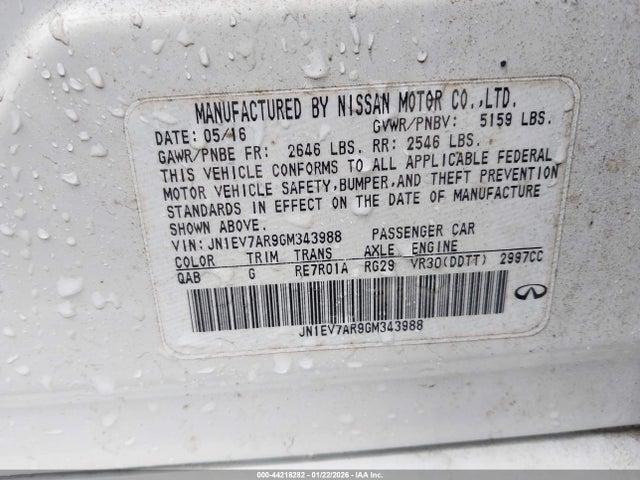 MANUFACTURED BY NISSAN MOTOR CO.,LTD.
DATE: 05/16 GVWR/PNBV: 5159 LBS.
GAWR/PNBE FR: 2646 LBS. RR: 2546 LBS.
THIS VEHICLE CONFORMS TO ALL APPLICABLE FEDERAL
MOTOR VEHICLE SAFETY, BUMPER, AND THEFT PREVENTION
STANDARDS IN EFFECT ON THE DATE OF MANUFACTURE
SHOWN ABOVE.
VIN: JN1EV7AR9GM343988 PASSENGER CAR
COLOR TRIM TRANS AXLE ENGINE
QAB G RE7R01A RG29 VR30(DDTT) 2997CC
JN1EV7AR9GM343988
000-44218282 - 01/22/2026 - IAA Inc.